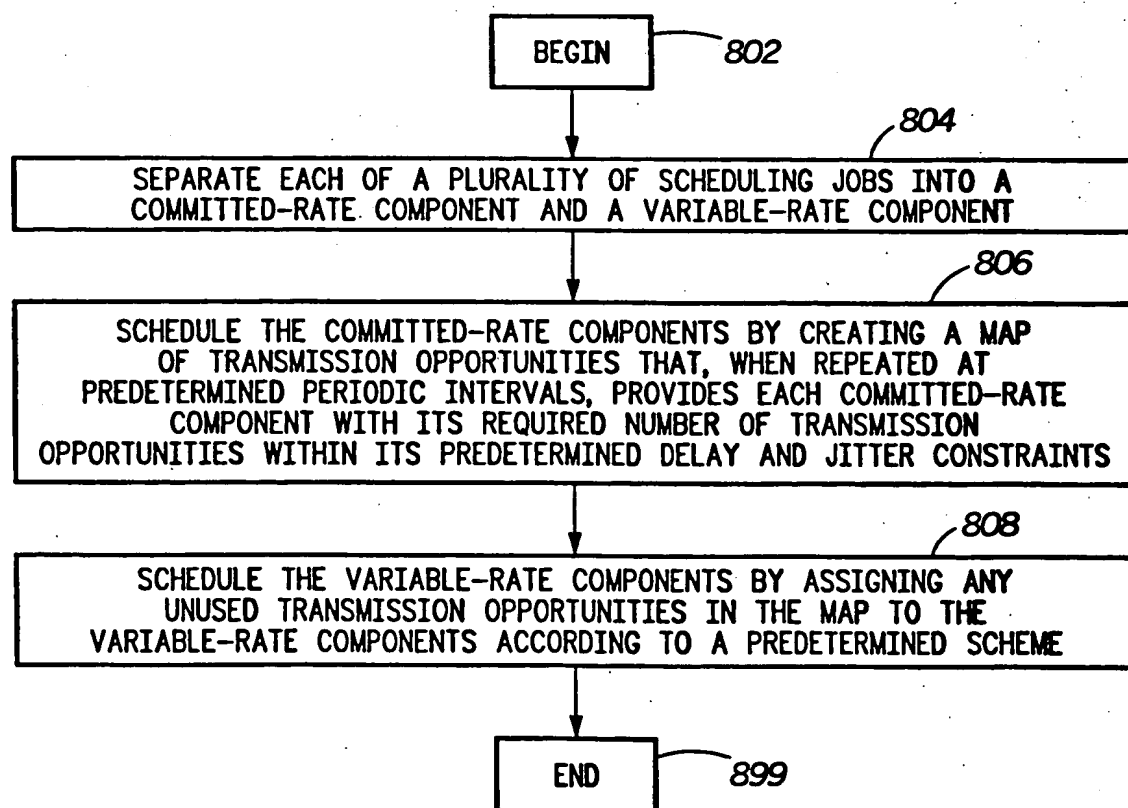 BEGIN
802
804
SEPARATE EACH OF A PLURALITY OF SCHEDULING JOBS INTO A
COMMITTED-RATE COMPONENT AND A VARIABLE-RATE COMPONENT
806
SCHEDULE THE COMMITTED-RATE COMPONENTS BY CREATING A MAP
OF TRANSMISSION OPPORTUNITIES THAT, WHEN REPEATED AT
PREDETERMINED PERIODIC INTERVALS, PROVIDES EACH COMMITTED-RATE
COMPONENT WITH ITS REQUIRED NUMBER OF TRANSMISSION
OPPORTUNITIES WITHIN ITS PREDETERMINED DELAY AND JITTER CONSTRAINTS
808
SCHEDULE THE VARIABLE-RATE COMPONENTS BY ASSIGNING ANY
UNUSED TRANSMISSION OPPORTUNITIES IN THE MAP TO THE
VARIABLE-RATE COMPONENTS ACCORDING TO A PREDETERMINED SCHEME
END
899